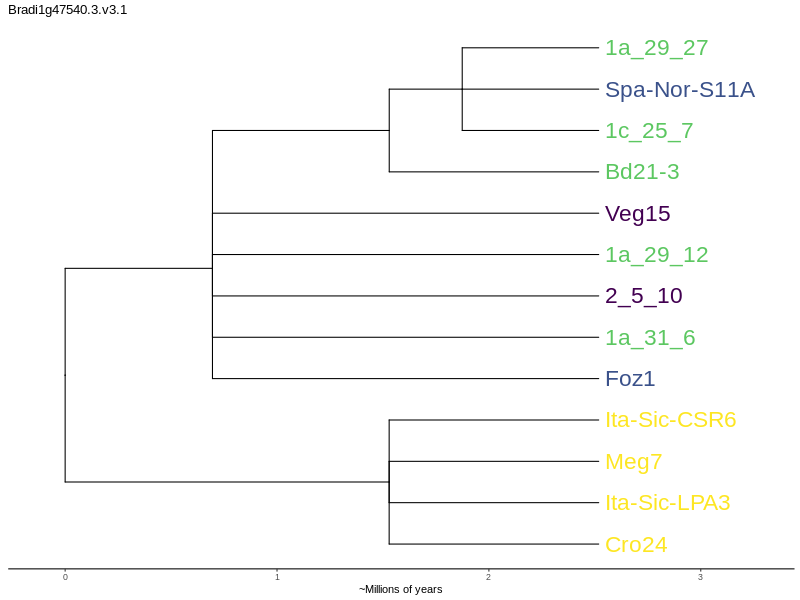 Bradi1g47540.3.v3.1
1a_29_27
Spa-Nor-S11A
1c_25_7
Bd21-3
Veg15
1a_29_12
2_5_10
1a_31_6
Foz1
Ita-Sic-CSR6
Meg7
Ita-Sic-LPA3
Cro24
0 1 2 3
~Millions of years